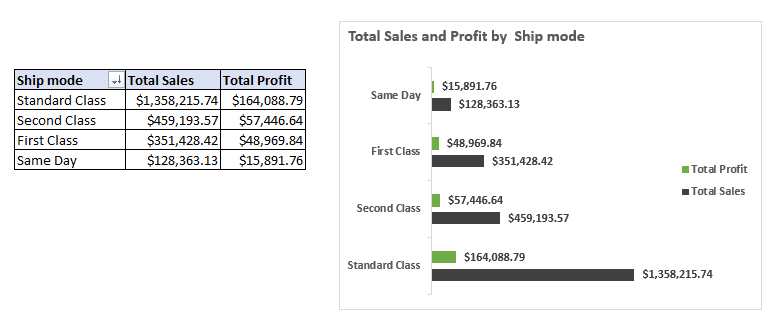 Ship mode Total Sales Total Profit
Standard Class $1,358,215.74 $164,088.79
Second Class $459,193.57 $57,446.64
First Class $351,428.42 $48,969.84
Same Day $128,363.13 $15,891.76
Total Sales and Profit by Ship mode
Same Day
$15,891.76
$128,363.13
First Class
$48,969.84
$351,428.42
Second Class
$57,446.64
$459,193.57
Standard Class
$164,088.79
$1,358,215.74
Total Profit
Total Sales